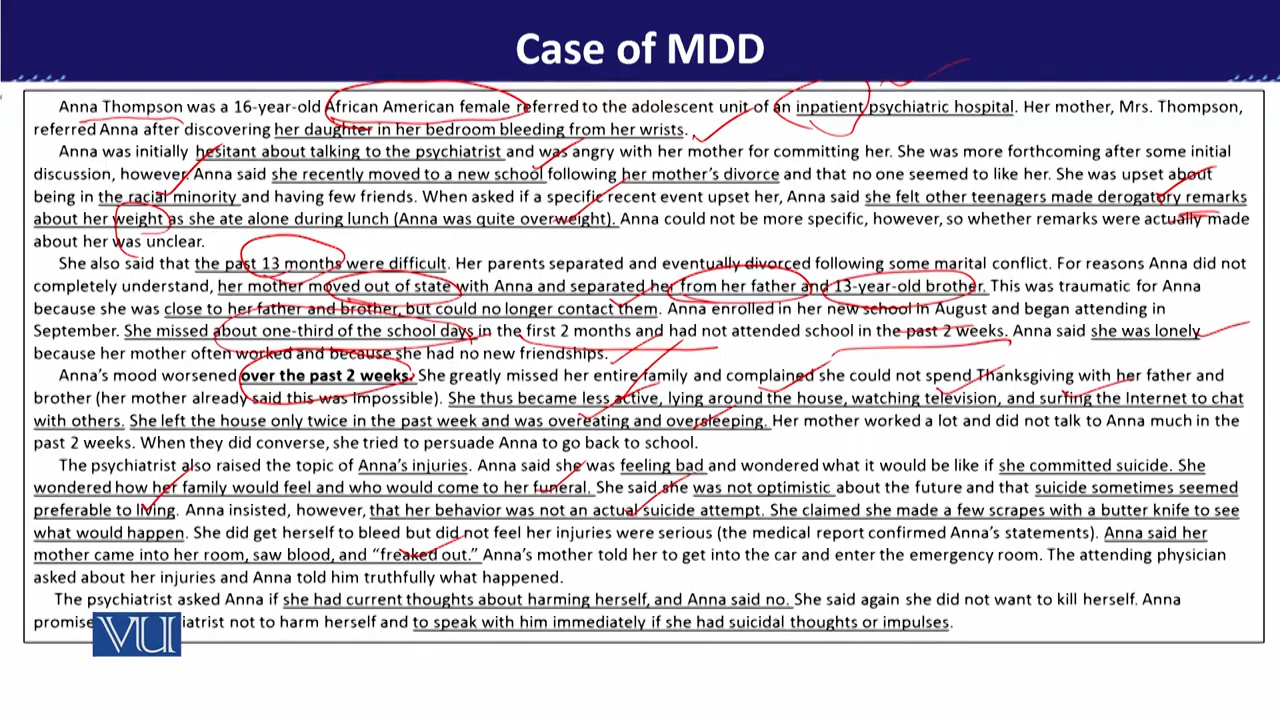 Case of MDD
Anna Thompson was a 16-year-old African American female referred to the adolescent unit of an inpatient psychiatric hospital. Her mother, Mrs. Thompson,
referred Anna after discovering her daughter in her bedroom bleeding from her wrists.
Anna was initially hesitant about talking to the psychiatrist and was angry with her mother for committing her. She was more forthcoming after some initial
discussion, however. Anna said she recently moved to a new school following her mother's divorce and that no one seemed to like her. She was upset about
being in the racial minority and having few friends. When asked if a specific recent event upset her, Anna said she felt other teenagers made derogatory remarks
about her weight as she ate alone during lunch (Anna was quite overweight). Anna could not be more specific, however, so whether remarks were actually made
about her was unclear.
She also said that the past 13 months were difficult. Her parents separated and eventually divorced following some marital conflict. For reasons Anna did not
completely understand, her mother moved out of state with Anna and separated her from her father and 13-year-old brother. This was traumatic for Anna
because she was close to her father and brother, but could no longer contact them. Anna enrolled in her new school in August and began attending in
September. She missed about one-third of the school days in the first 2 months and had not attended school in the past 2 weeks. Anna said she was lonely
because her mother often worked and because she had no new friendships.
Anna's mood worsened over the past 2 weeks. She greatly missed her entire family and complained she could not spend Thanksgiving with her father and
brother (her mother already said this was Impossible). She thus became less active, lying around the house, watching television, and surfing the Internet to chat
with others. She left the house only twice in the past week and was overeating and oversleeping. Her mother worked a lot and did not talk to Anna much in the
past 2 weeks. When they did converse, she tried to persuade Anna to go back to school.
The psychiatrist also raised the topic of Anna's injuries. Anna said she was feeling bad and wondered what it would be like if she committed suicide. She
wondered how her family would feel and who would come to her funeral. She said she was not optimistic about the future and that suicide sometimes seemed
preferable to living. Anna insisted, however, that her behavior was not an actual suicide attempt. She claimed she made a few scrapes with a butter knife to see
what would happen. She did get herself to bleed but did not feel her injuries were serious (the medical report confirmed Anna's statements). Anna said her
mother came into her room, saw blood, and "freaked out." Anna's mother told her to get into the car and enter the emergency room. The attending physician
asked about her injuries and Anna told him truthfully what happened.
The psychiatrist asked Anna if she had current thoughts about harming herself, and Anna said no. She said again she did not want to kill herself. Anna
not to harm herself and to speak with him immediately if she had suicidal thoughts or impulses.
VU